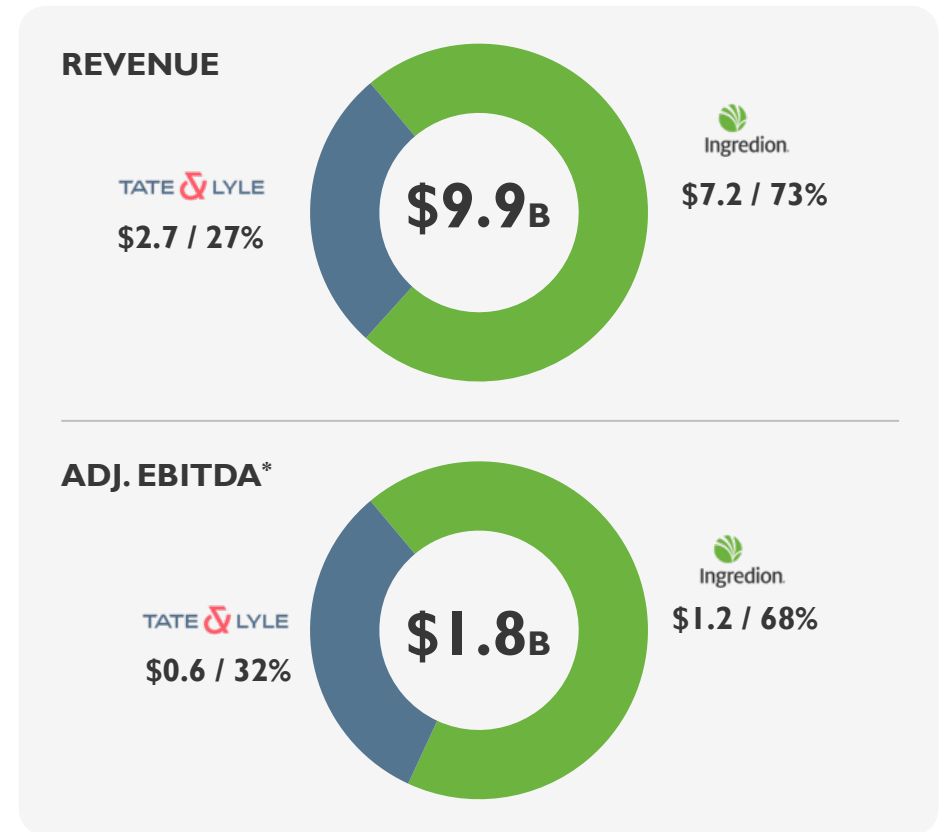 REVENUE
TATE & LYLE
$2.7 / 27%
$9.9B
Ingredion
$7.2 / 73%
ADJ. EBITDA*
TATE & LYLE
$0.6 / 32%
$1.8B
Ingredion
$1.2 / 68%